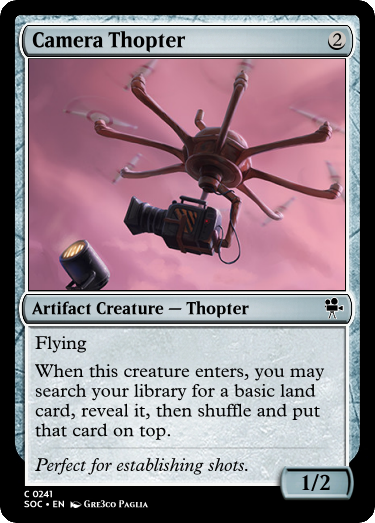 Camera Thopter 2
Artifact Creature — Thopter
Flying
When this creature enters, you may
search your library for a basic land
card, reveal it, then shuffle and put
that card on top.
Perfect for establishing shots.
1/2
C 0241
SOC • EN Gre3co Paglia